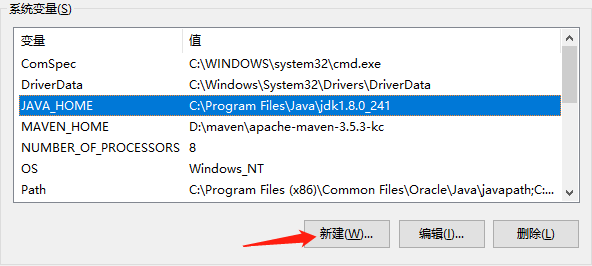 系统变量(S)
变量 值
ComSpec C:\WINDOWS\system32\cmd.exe
DriverData C:\Windows\System32\Drivers\DriverData
JAVA_HOME C:\Program Files\Java\jdk1.8.0_241
MAVEN_HOME D:\maven\apache-maven-3.5.3-kc
NUMBER_OF_PROCESSORS 8
OS Windows_NT
Path C:\Program Files (x86)\Common Files\Oracle\Java\javapath;C:...
新建(W)... 编辑(I)... 删除(L)